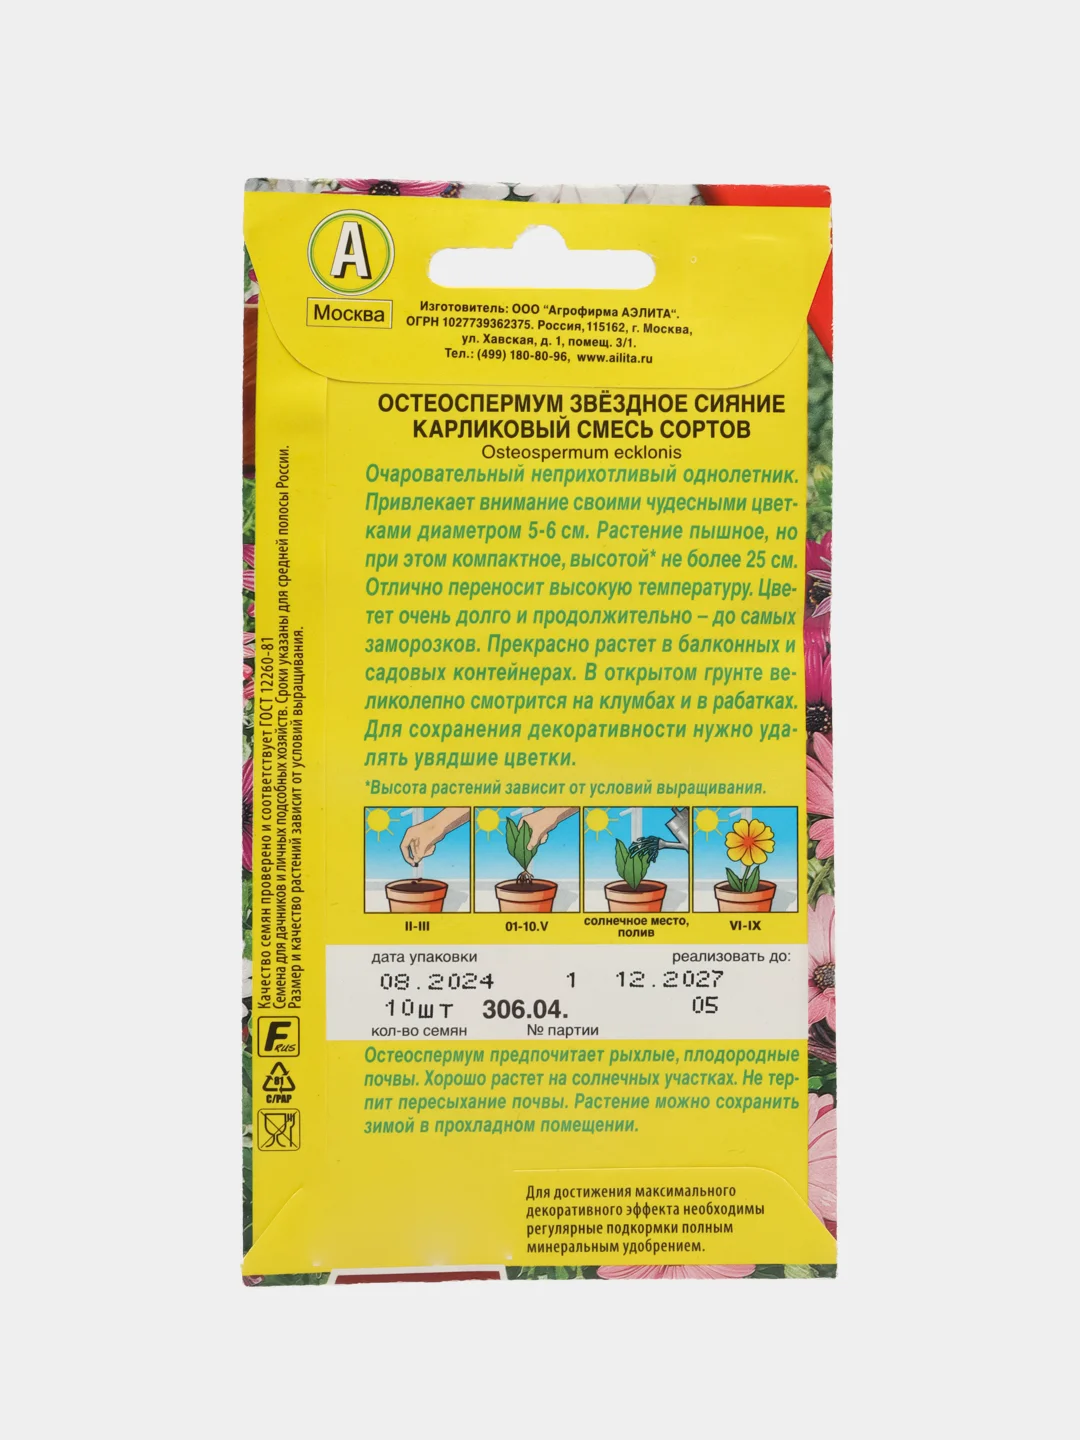 А
Москва
Изготовитель: ООО "Агрофирма АЭЛИТА".
ОГРН 1027739362375. Россия, 115162, г. Москва,
ул. Хавская, д. 1, помещ. 3/1.
Тел.: (499) 180-80-96, www.ailita.ru
ОСТЕОСПЕРМУМ ЗВЁЗДНОЕ СИЯНИЕ
КАРЛИКОВЫЙ СМЕСЬ СОРТОВ
Osteospermum ecklonis
Очаровательный неприхотливый однолетник.
Привлекает внимание своими чудесными цвет-
ками диаметром 5-6 см. Растение пышное, но
при этом компактное, высотой* не более 25 см.
Отлично переносит высокую температуру. Цве-
тет очень долго и продолжительно – до самых
заморозков. Прекрасно растет в балконных и
садовых контейнерах. В открытом грунте ве-
ликолепно смотрится на клумбах и в рабатках.
Для сохранения декоративности нужно уда-
лять увядшие цветки.
*Высота растений зависит от условий выращивания.
II-III
01-10.V
солнечное место,
полив
VI-IX
дата упаковки
реализовать до:
08.2024 1 12.2027
10шт 306.04. 05
кол-во семян
№ партии
Остеоспермум предпочитает рыхлые, плодородные
почвы. Хорошо растет на солнечных участках. Не тер-
пит пересыхание почвы. Растение можно сохранить
зимой в прохладном помещении.
Для достижения максимального
декоративного эффекта необходимы
регулярные подкормки полным
минеральным удобрением.
Качество семян проверено и соответствует ГОСТ 12260-81
Семена для дачников и личных подсобных хозяйств. Сроки указаны для средней полосы России.
Размер и качество растений зависит от условий выращивания.
F RUS
81
C/PAP